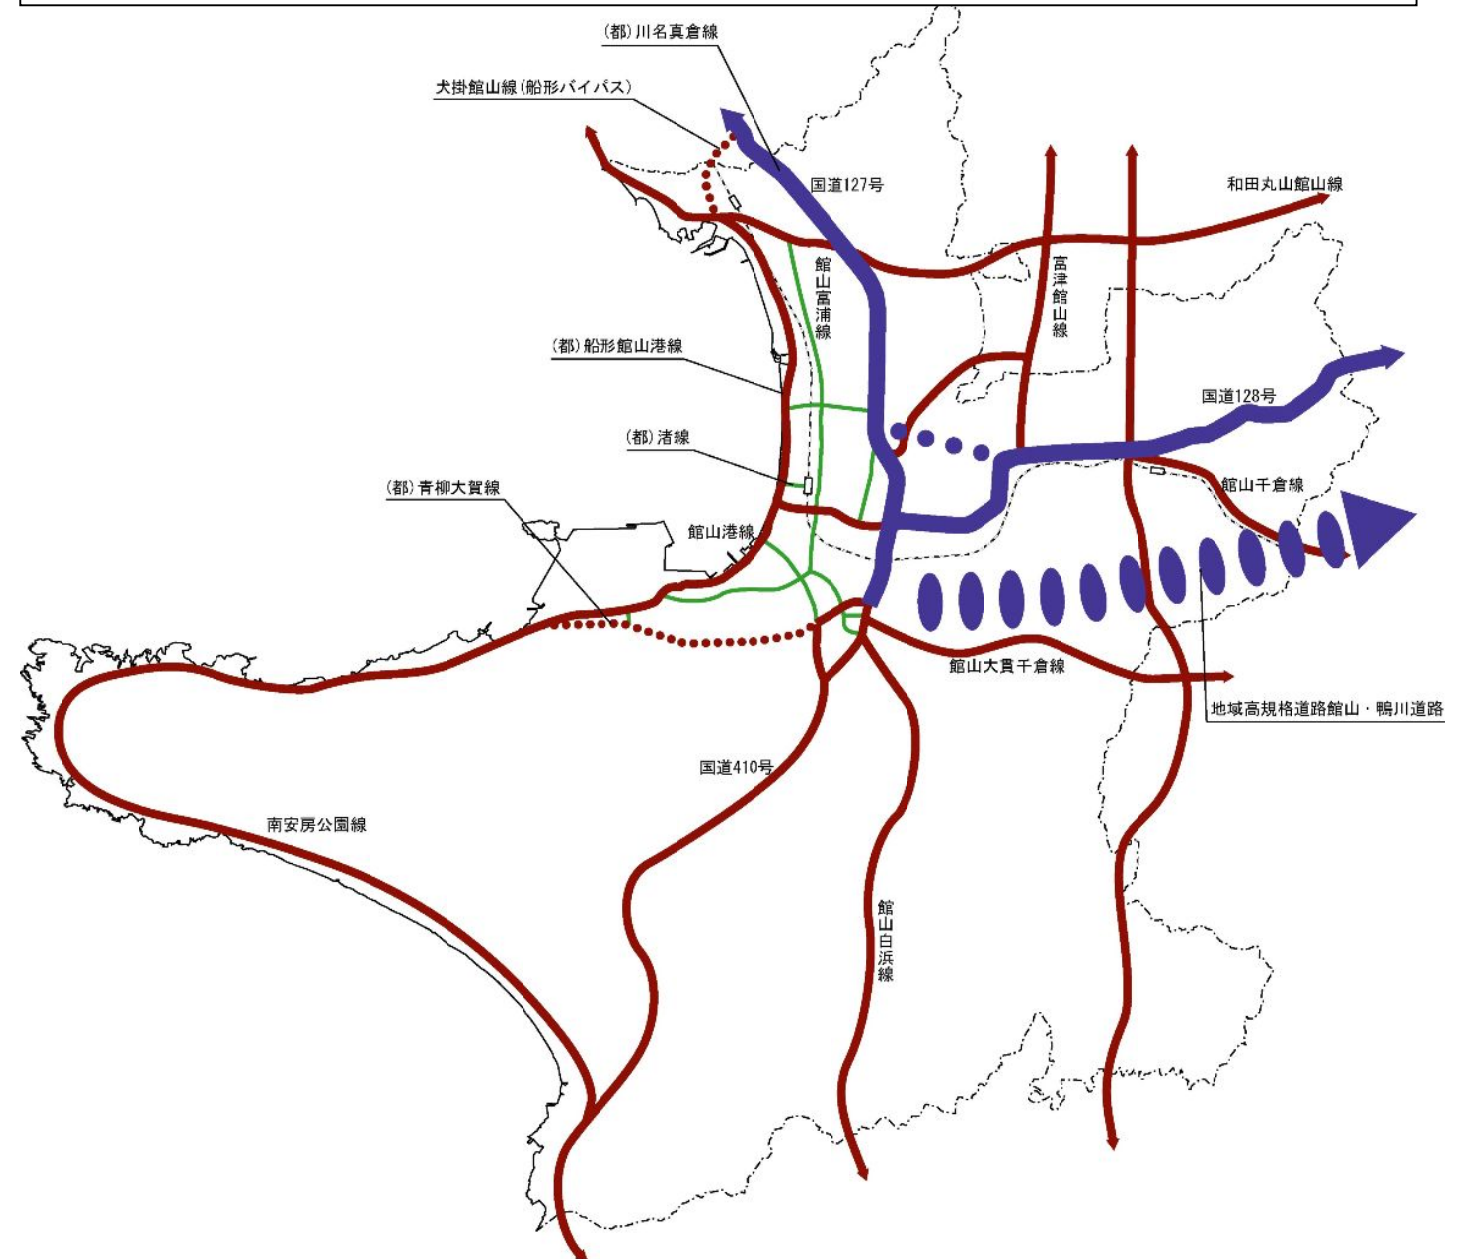 (都)川名真倉線
犬掛館山線(船形バイパス)
国道127号
和田丸山館山線
館山富浦線
富津館山線
(都)船形館山港線
国道128号
(都)渚線
(都)青柳大賀線
館山千倉線
館山港線
館山大貫千倉線
地域高規格道路館山・鴨川道路
国道410号
南安房公園線
館山白浜線